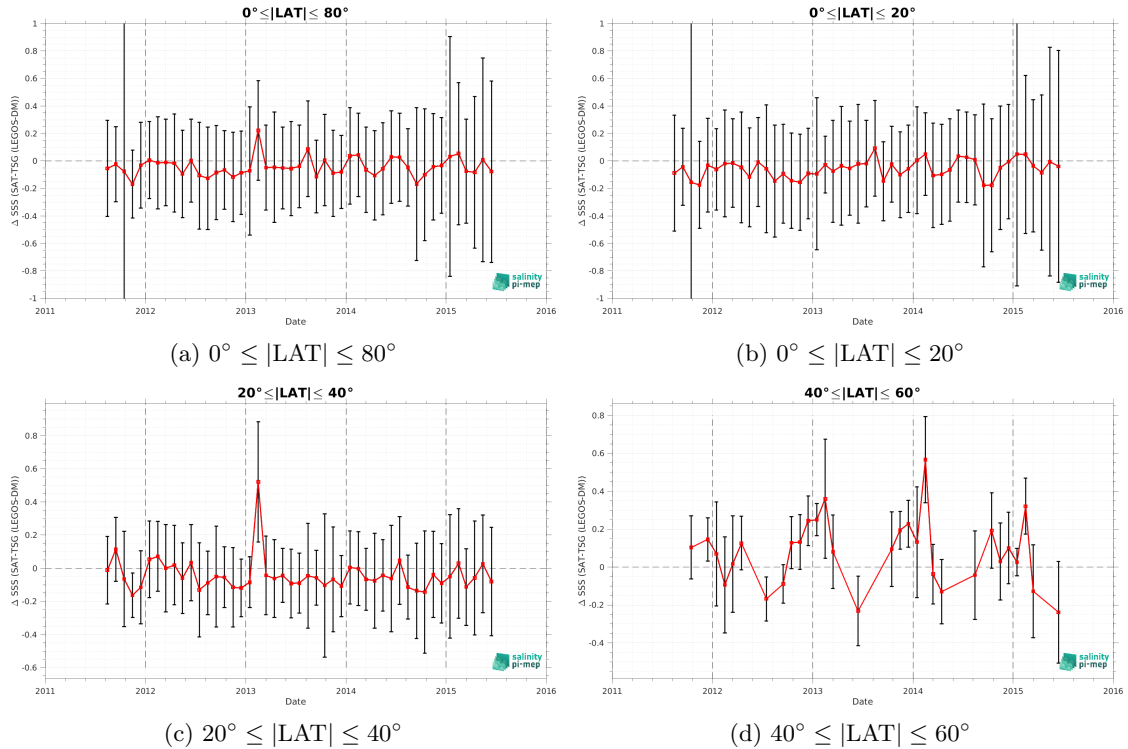 0°≤|LAT|≤ 80°
Δ SSS (SAT-TSG (LEGOS-DM))
1
0.8
0.6
0.4
0.2
0
-0.2
-0.4
-0.6
-0.8
-1
2011 2012 2013 2014 2015 2016
Date
salinity
pi-mep
(a) 0° ≤ |LAT| ≤ 80°
0°≤|LAT|≤ 20°
Δ SSS (SAT-TSG (LEGOS-DM))
1
0.8
0.6
0.4
0.2
0
-0.2
-0.4
-0.6
-0.8
-1
2011 2012 2013 2014 2015 2016
Date
salinity
pi-mep
(b) 0° ≤ |LAT| ≤ 20°
20°≤|LAT|≤ 40°
Δ SSS (SAT-TSG (LEGOS-DM))
0.8
0.6
0.4
0.2
0
-0.2
-0.4
-0.6
2011 2012 2013 2014 2015 2016
Date
salinity
pi-mep
(c) 20° ≤ |LAT| ≤ 40°
40°≤|LAT|≤ 60°
Δ SSS (SAT-TSG (LEGOS-DM))
0.8
0.6
0.4
0.2
0
-0.2
-0.4
2011 2012 2013 2014 2015 2016
Date
salinity
pi-mep
(d) 40° ≤ |LAT| ≤ 60°